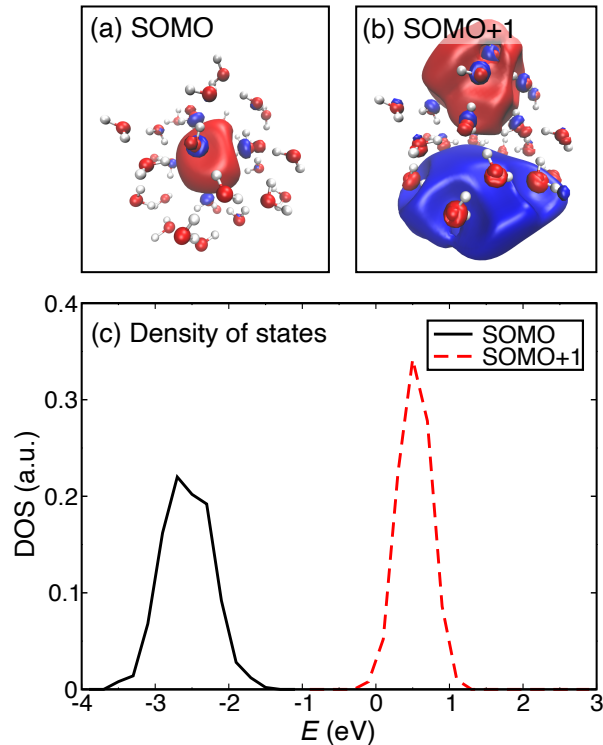 (a) SOMO
(b) SOMO+1
(c) Density of states
SOMO
SOMO+1
DOS (a.u.)
0.4
0.3
0.2
0.1
0
-4 -3 -2 -1 0 1 2 3
E (eV)